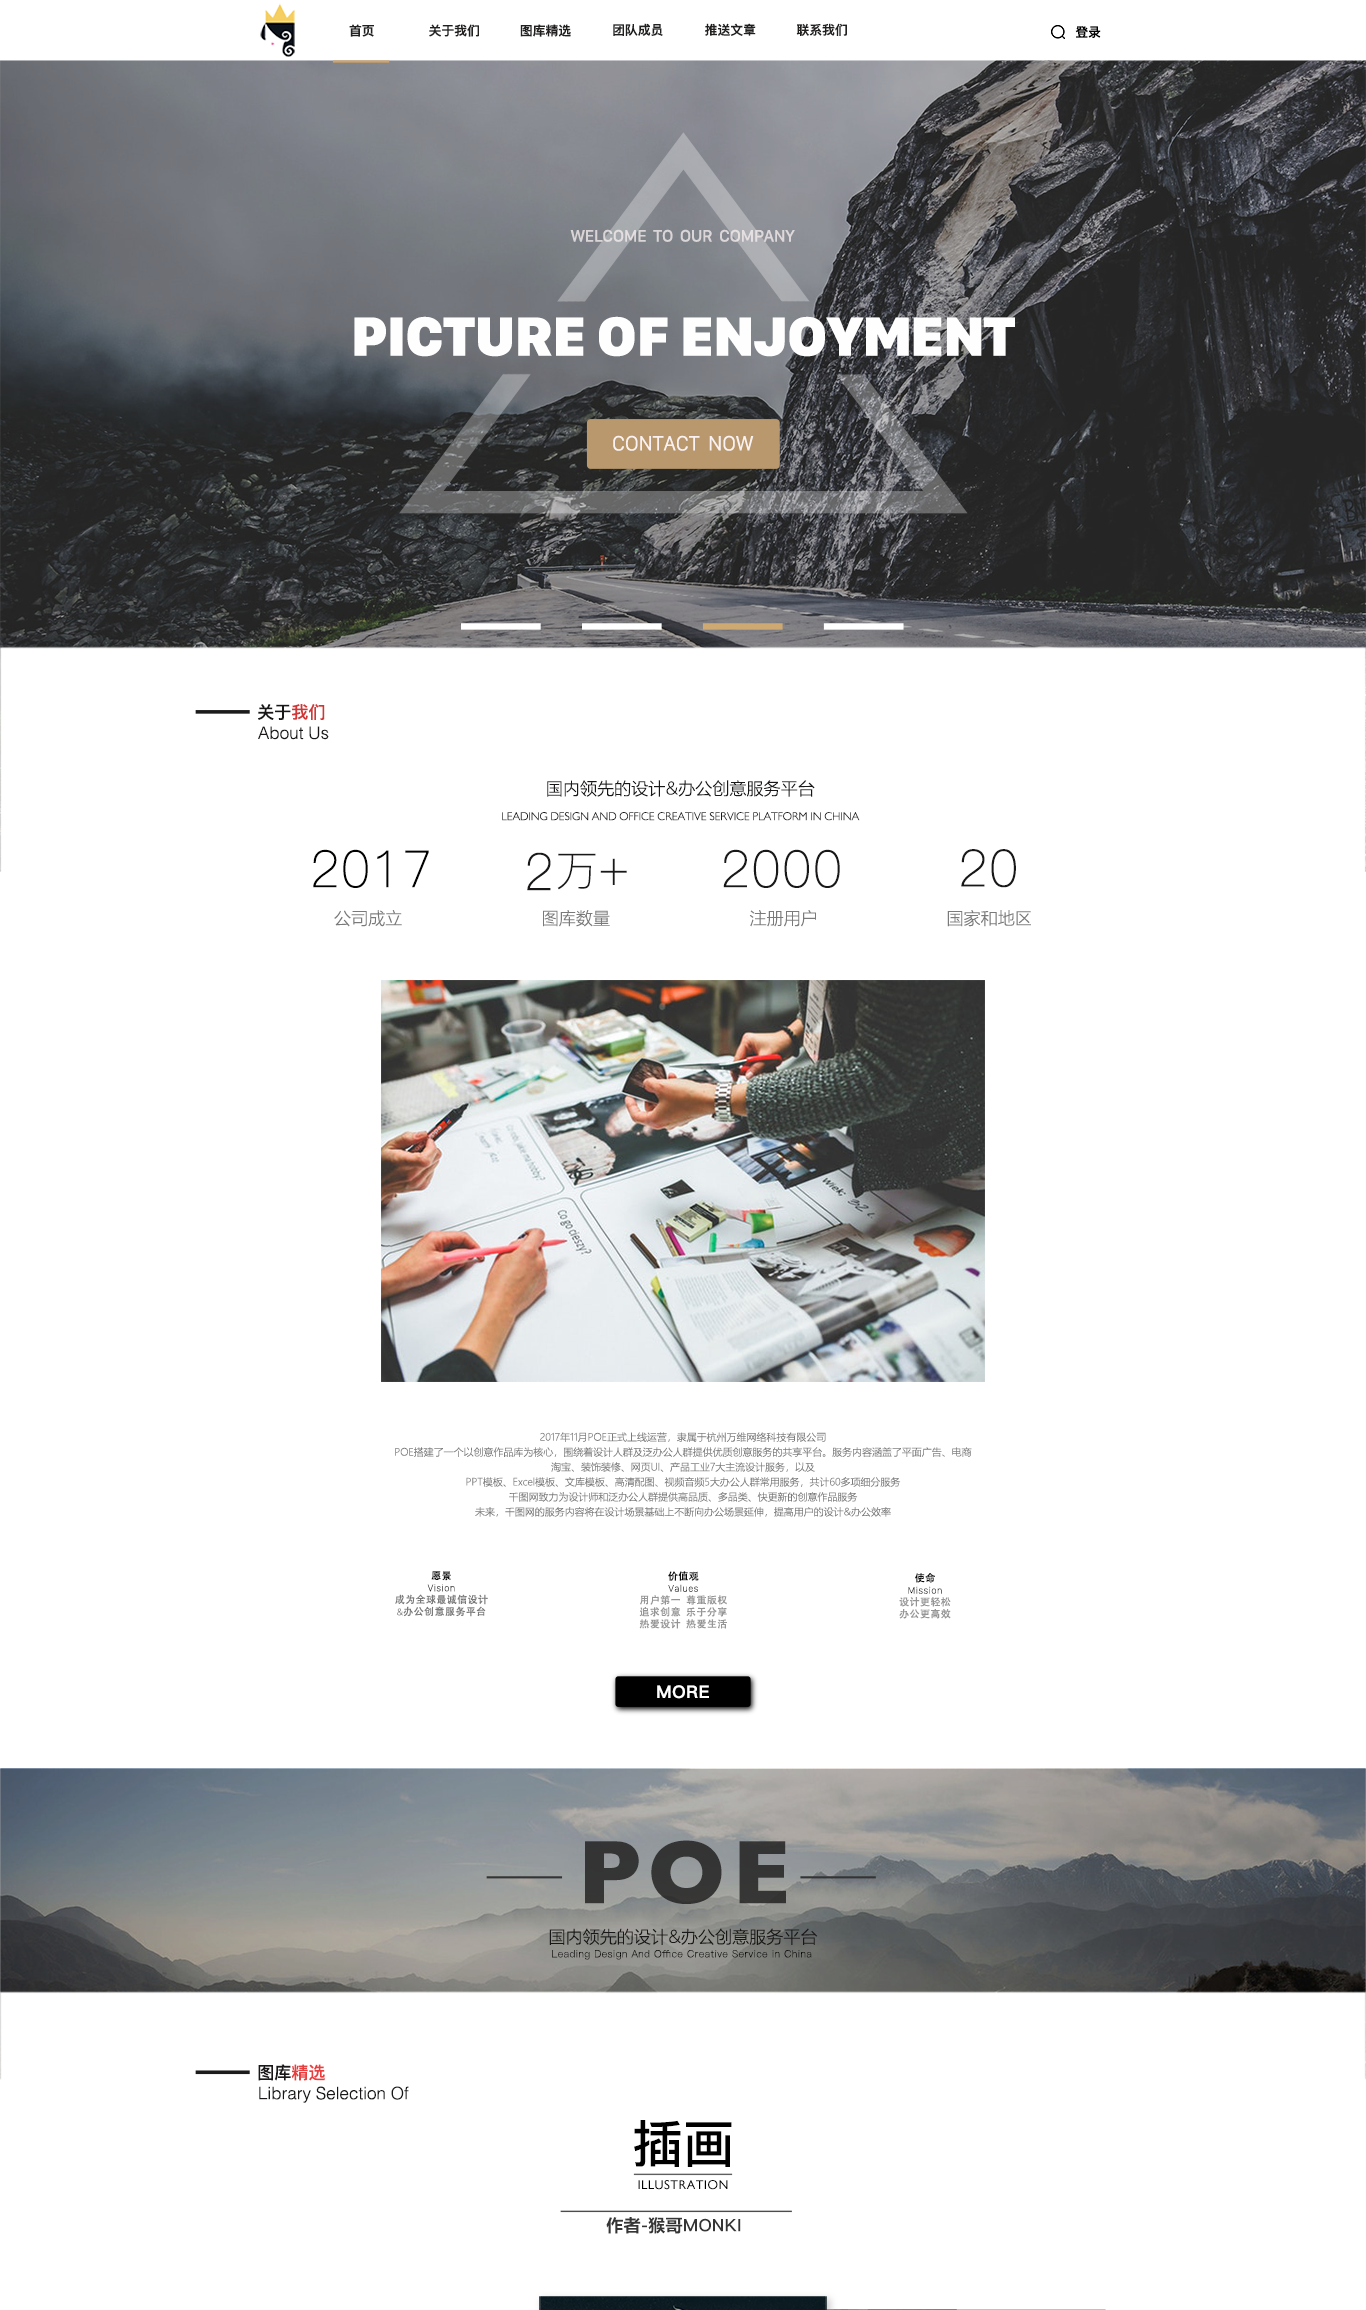 首页 关于我们 图库精选 团队成员 推送文章 联系我们 登录
WELCOME TO OUR COMPANY
PICTURE OF ENJOYMENT
CONTACT NOW
关于我们
About Us
国内领先的设计&办公创意服务平台
LEADING DESIGN AND OFFICE CREATIVE SERVICE PLATFORM IN CHINA
2017 2万+ 2000 20
公司成立 图库数量 注册用户 国家和地区
Co go cieszy?
Wiek:
2017年11月POE正式上线运营，隶属于杭州万维网络科技有限公司
POE搭建了一个以创意作品库为核心，围绕着设计人群及泛办公人群提供优质创意服务的共享平台。服务内容涵盖了平面广告、电商
淘宝、装饰装修、网页UI、产品工业7大主流设计服务，以及
PPT模板、Excel模板、文库模板、高清配图、视频音频5大办公人群常用服务，共计60多项细分服务
千图网致力为设计师和泛办公人群提供高品质、多品类、快更新的创意作品服务
未来，千图网的服务内容将在设计场景基础上不断向办公场景延伸，提高用户的设计&办公效率
愿景
Vision
成为全球最诚信设计
&办公创意服务平台
价值观
Values
用户第一 尊重版权
追求创意 乐于分享
热爱设计 热爱生活
使命
Mission
设计更轻松
办公更高效
MORE
POE
国内领先的设计&办公创意服务平台
Leading Design And Office Creative Service in China
图库精选
Library Selection Of
插画
ILLUSTRATION
作者-猴哥MONKI